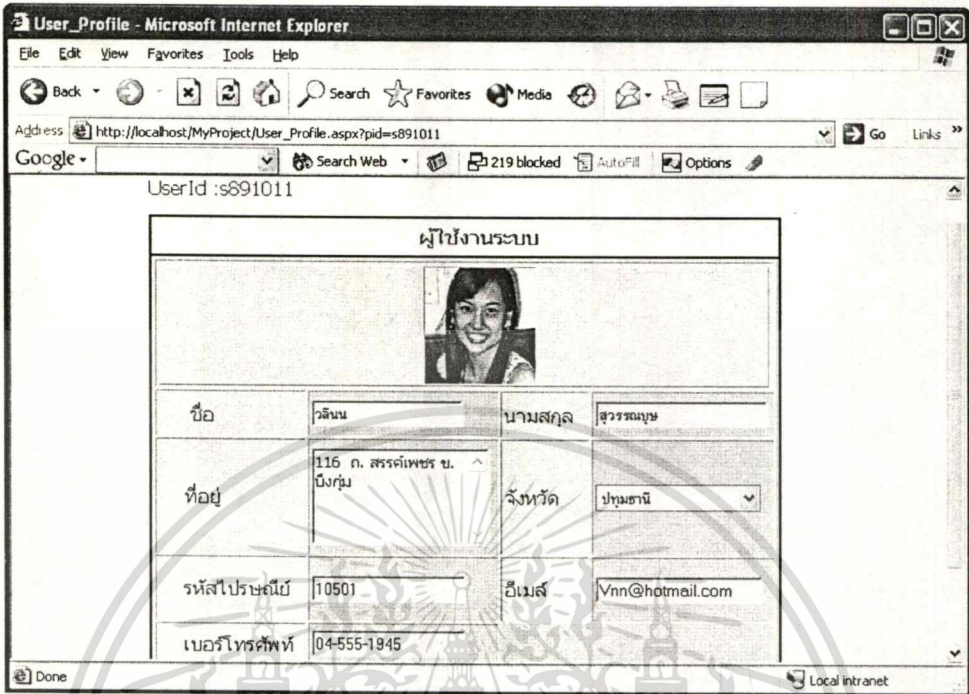 User_Profile - Microsoft Internet Explorer
File Edit View Favorites Tools Help
Back Search Favorites Media
Address http://localhost/MyProject/User_Profile.aspx?pid=s891011 Go Links »
Google Search Web 219 blocked AutoFill Options
UserId :s891011
ผู้ใช้งานระบบ
ชื่อ วลินน นามสกุล สุวรรณบุษ
ที่อยู่ 116 ถ. สรรค์เพชร ข. จังหวัด ปทุมธานี
บึงกุ่ม
รหัสไปรษณีย์ 10501 อีเมล์ Vnn@hotmail.com
เบอร์โทรศัพท์ 04-555-1945
Done Local intranet